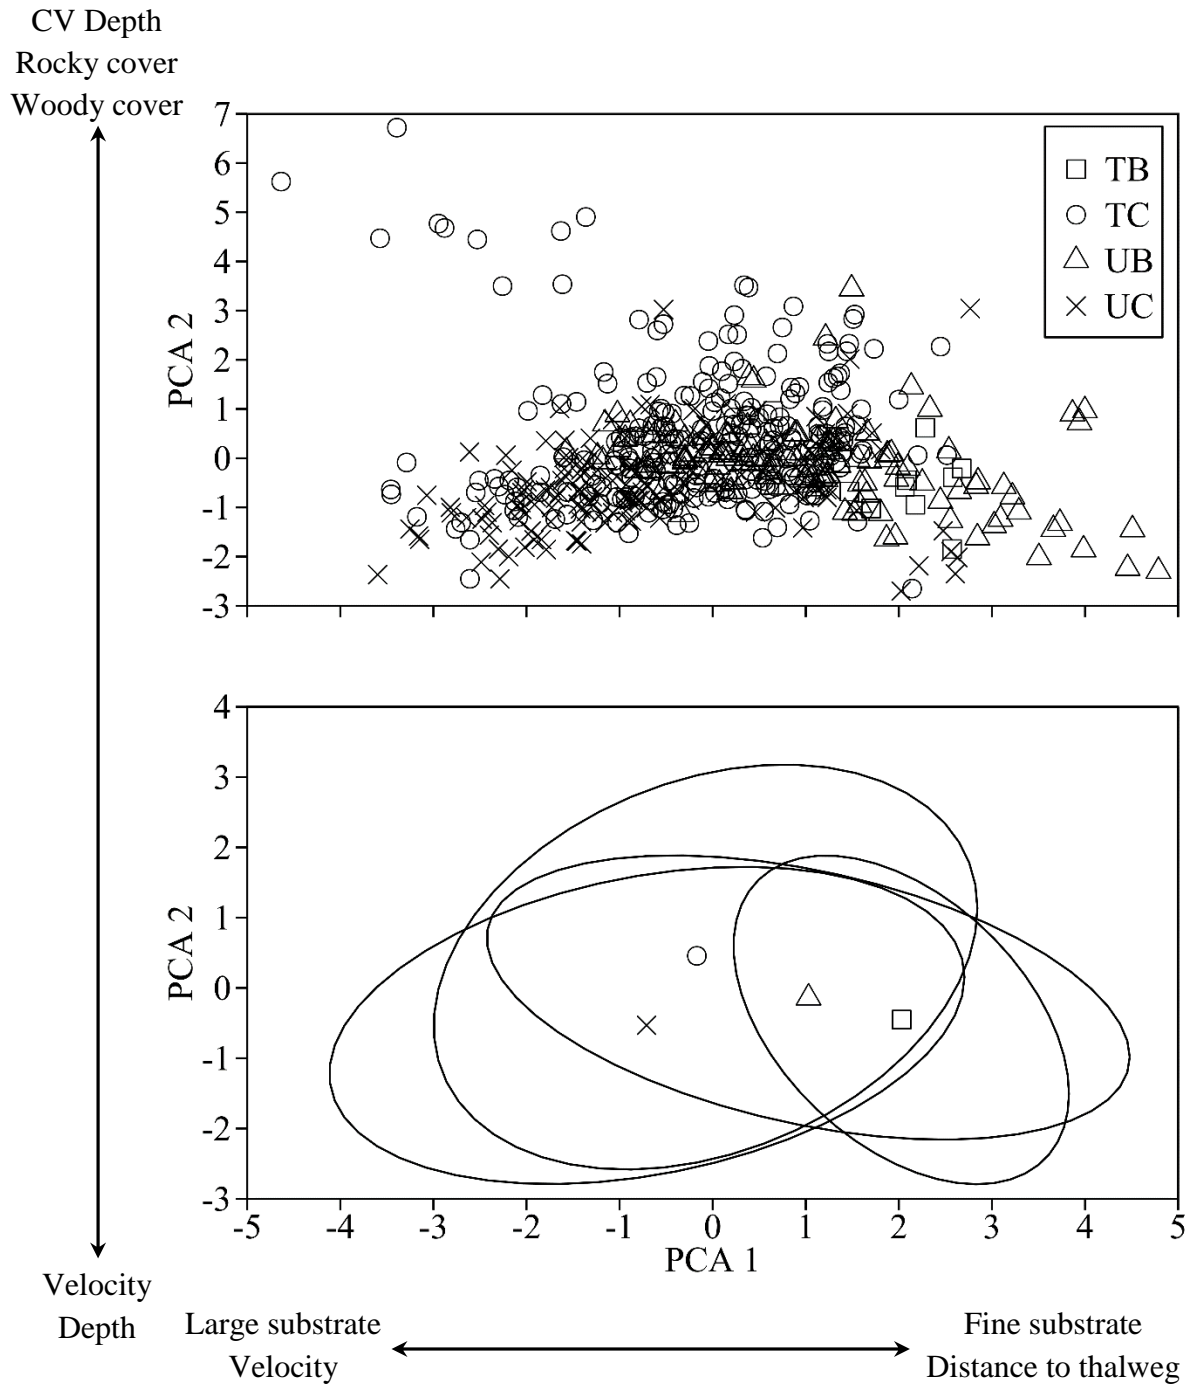 CV Depth
Rocky cover
Woody cover
7
6
5
4
3
2
1
0
-1
-2
-3
PCA 2
TB
TC
UB
UC
4
3
2
1
0
-1
-2
-3
PCA 2
-5 -4 -3 -2 -1 0 1 2 3 4 5
PCA 1
Velocity
Depth
Large substrate
Velocity
Fine substrate
Distance to thalweg